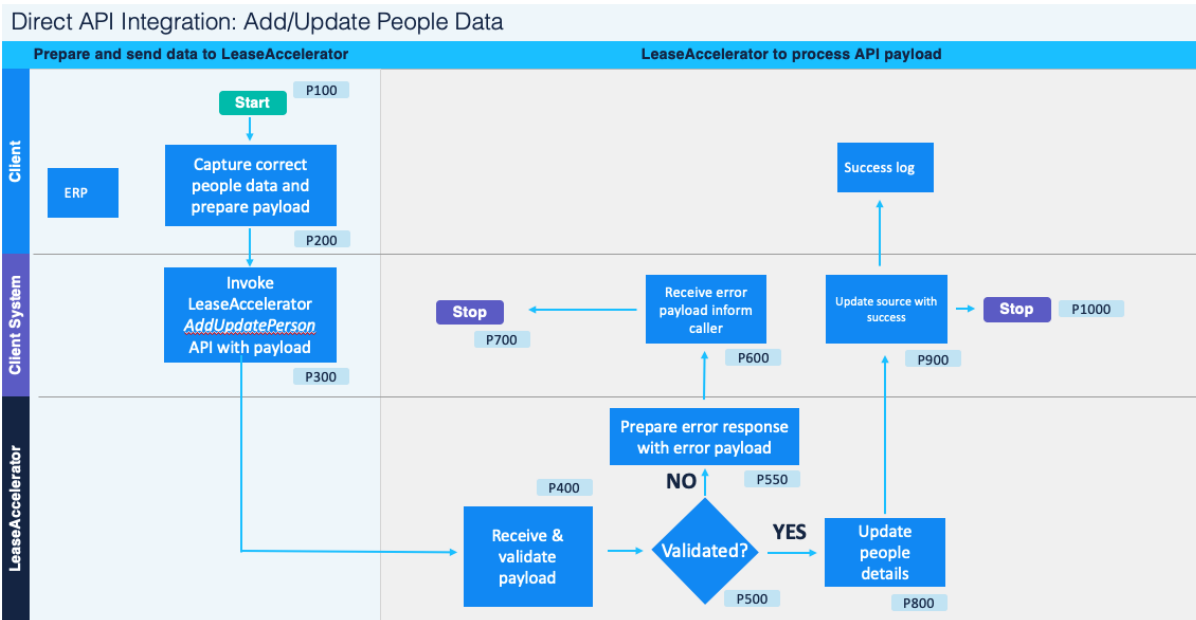 Direct API Integration: Add/Update People Data
Prepare and send data to LeaseAccelerator
LeaseAccelerator to process API payload
Client
Start
P100
ERP
Capture correct
people data and
prepare payload
P200
Success log
Client System
Invoke
LeaseAccelerator
AddUpdatePerson
API with payload
P300
Stop
P700
Receive error
payload inform
caller
P600
Update source with
success
P900
Stop
P1000
LeaseAccelerator
Prepare error response
with error payload
P550
NO
P400
Receive &
validate
payload
Validated?
P500
YES
Update
people
details
P800